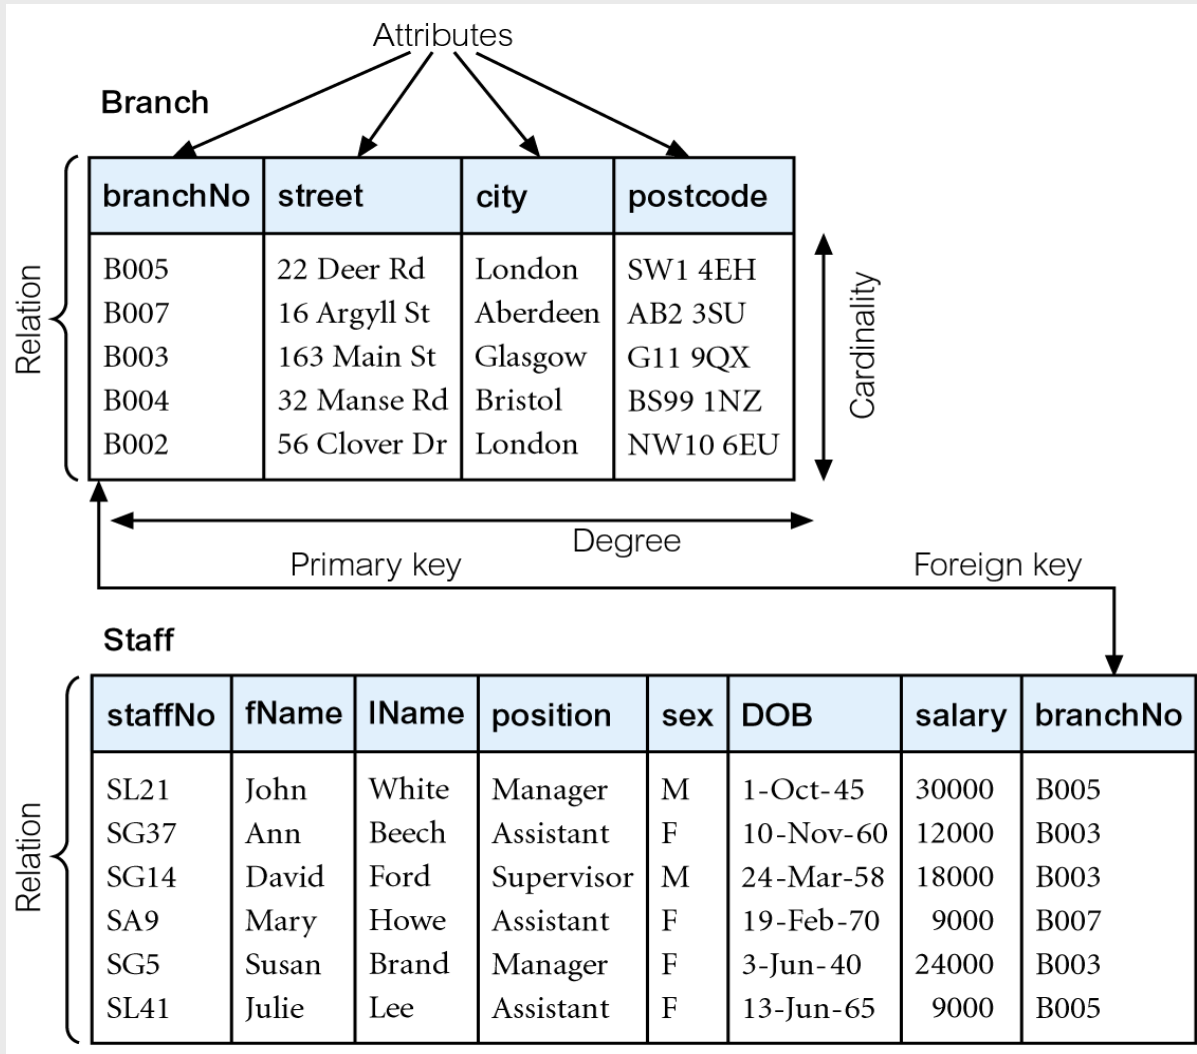 Attributes
Branch
branchNo street city postcode
B005 22 Deer Rd London SW1 4EH
B007 16 Argyll St Aberdeen AB2 3SU
B003 163 Main St Glasgow G11 9QX
B004 32 Manse Rd Bristol BS99 1NZ
B002 56 Clover Dr London NW10 6EU
Relation
Cardinality
Degree
Primary key Foreign key
Staff
staffNo fName lName position sex DOB salary branchNo
SL21 John White Manager M 1-Oct-45 30000 B005
SG37 Ann Beech Assistant F 10-Nov-60 12000 B003
SG14 David Ford Supervisor M 24-Mar-58 18000 B003
SA9 Mary Howe Assistant F 19-Feb-70 9000 B007
SG5 Susan Brand Manager F 3-Jun-40 24000 B003
SL41 Julie Lee Assistant F 13-Jun-65 9000 B005
Relation